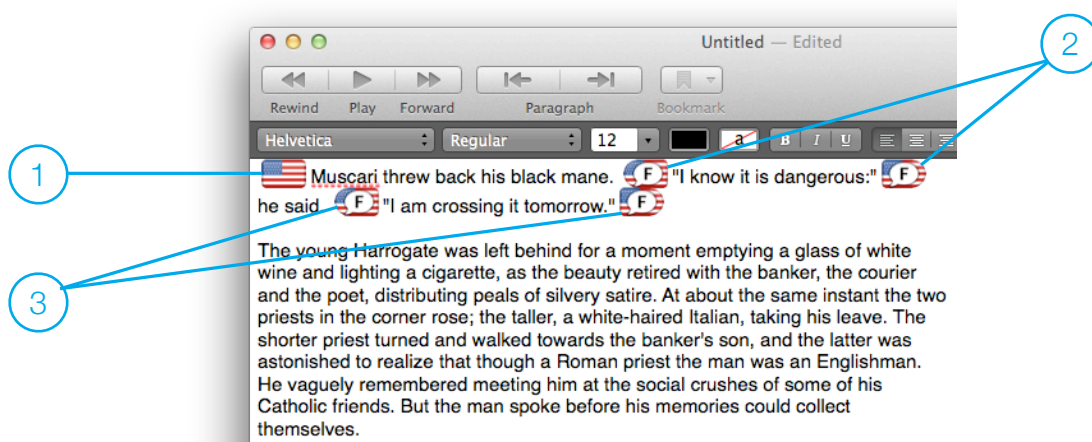 Untitled — Edited
Rewind Play Forward Paragraph Bookmark
Helvetica Regular 12 a B I U
Muscari threw back his black mane. F "I know it is dangerous:" F
he said. F "I am crossing it tomorrow." F
The young Harrogate was left behind for a moment emptying a glass of white
wine and lighting a cigarette, as the beauty retired with the banker, the courier
and the poet, distributing peals of silvery satire. At about the same instant the two
priests in the corner rose; the taller, a white-haired Italian, taking his leave. The
shorter priest turned and walked towards the banker's son, and the latter was
astonished to realize that though a Roman priest the man was an Englishman.
He vaguely remembered meeting him at the social crushes of some of his
Catholic friends. But the man spoke before his memories could collect
themselves.
1
2
3